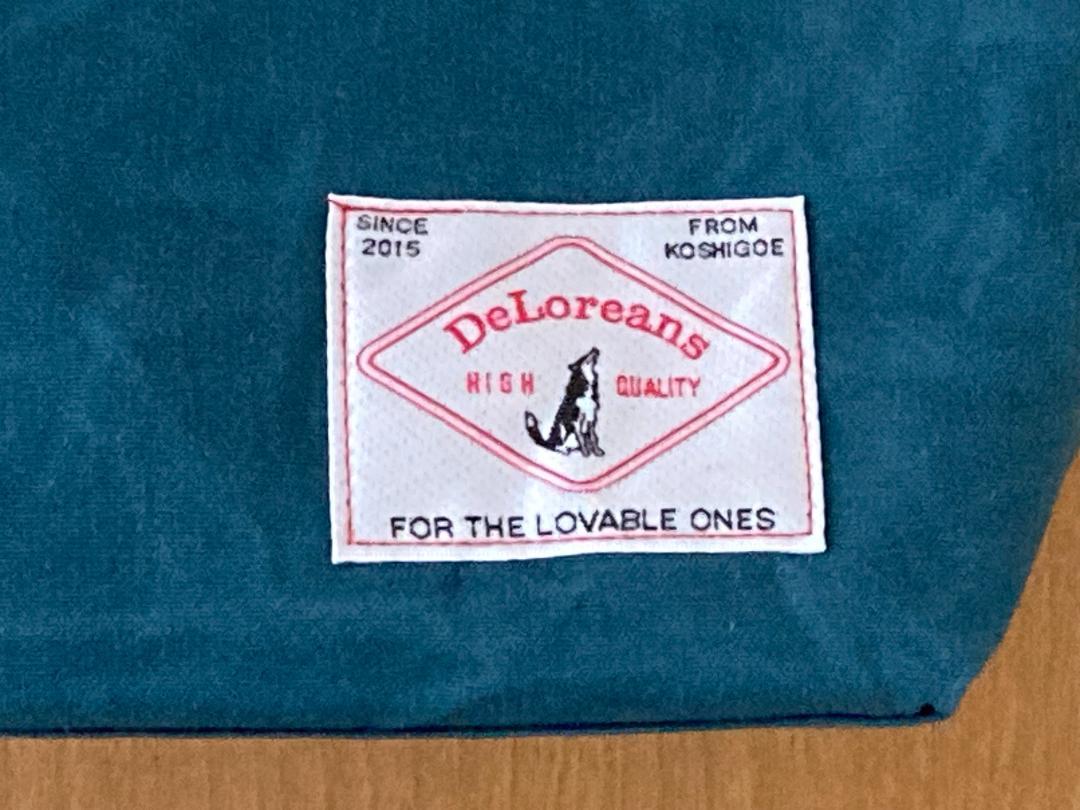 SINCE
2015
FROM
KOSHIGOE
DeLoreans
HIGH QUALITY
FOR THE LOVABLE ONES